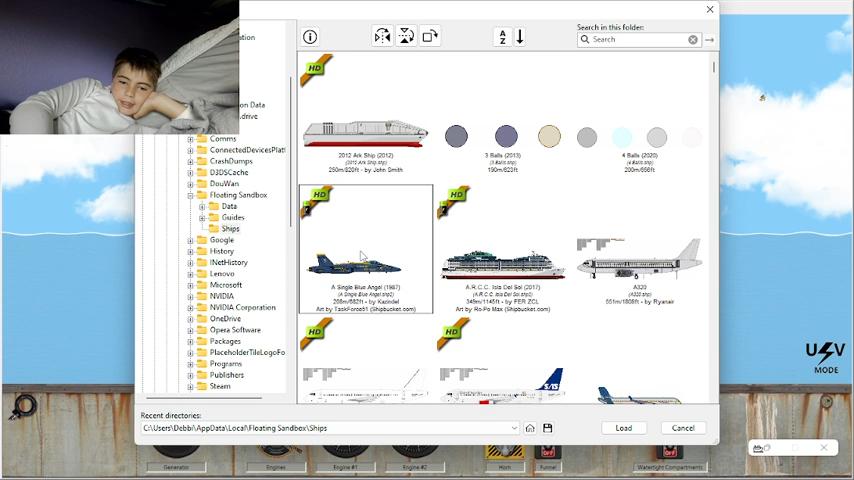 Search in this folder:
Search
A
Z
HD
2012 Ark Ship (2012)
(2012 Ark Ship.shp)
250m/820ft - by John Smith
3 Balls (2013)
(3 Balls.shp)
190m/623ft
4 Balls (2020)
(4 Balls.shp)
200m/656ft
Comms
ConnectedDevicesPlatf
CrashDumps
D3DSCache
DouWan
Floating Sandbox
Data
Guides
Ships
Google
History
INetHistory
Lenovo
Microsoft
NVIDIA
NVIDIA Corporation
OneDrive
Opera Software
Packages
PlaceholderTileLogoFo
Programs
Publishers
Steam
HD
A Single Blue Angel (1987)
(A Single Blue Angel.shp2)
208m/682ft - by Kazindel
Art by TaskForce51 (Shipbucket.com)
HD
A.R.C.C. Isla Del Sol (2017)
(A.R.C.C. Isla Del Sol.shp2)
349m/1145ft - by FER ZCL
Art by Ro-Po Max (Shipbucket.com)
A320
(A320.shp)
551m/1808ft - by Ryanair
HD
HD
SAS
Recent directories:
C:\Users\Debbi\AppData\Local\Floating Sandbox\Ships
Load
Cancel
U V
MODE
Generator
Engines
Engine #1
Engine #2
Horn
Funnel
Watertight Compartments
OFF
OFF